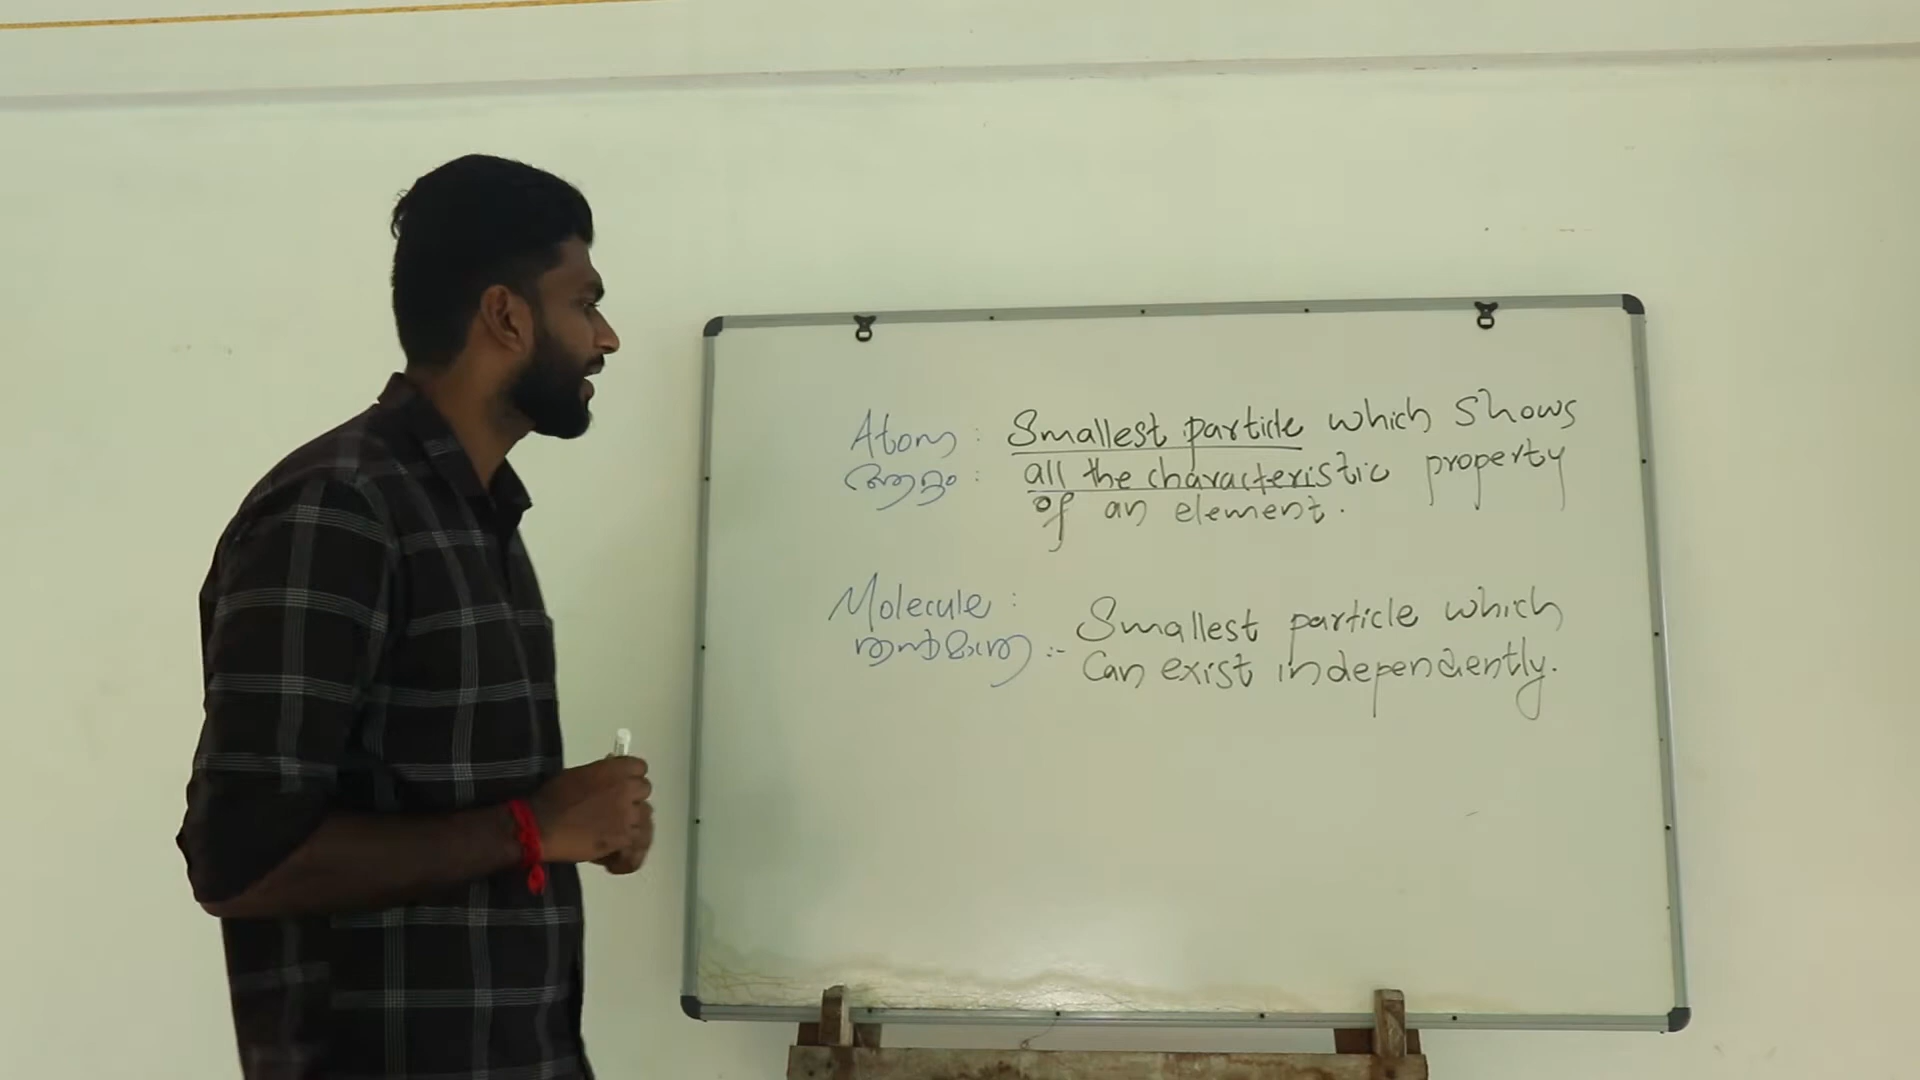 Atom : Smallest particle which shows
ആറ്റം : all the characteristic property
of an element.
Molecule :
തന്മാത്ര :- Smallest particle which
Can exist independently.